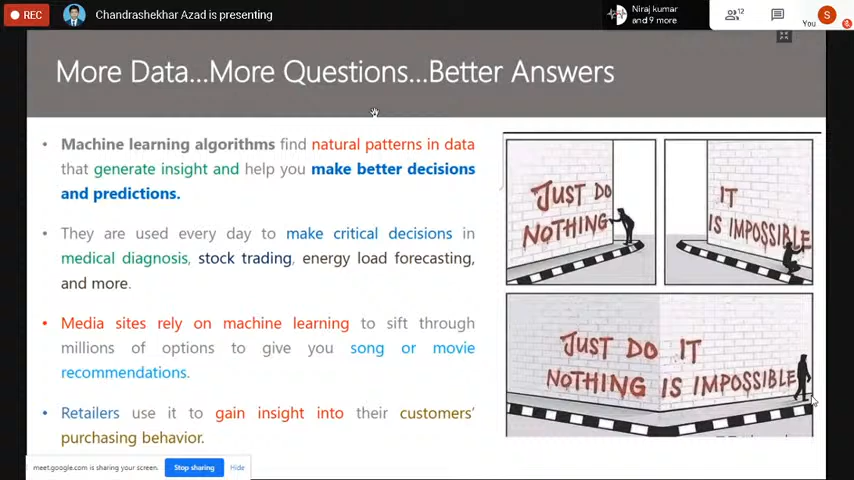 REC
Chandrashekhar Azad is presenting
Niraj kumar
and 9 more
12
You
S
More Data...More Questions...Better Answers
• Machine learning algorithms find natural patterns in data
that generate insight and help you make better decisions
and predictions.
• They are used every day to make critical decisions in
medical diagnosis, stock trading, energy load forecasting,
and more.
• Media sites rely on machine learning to sift through
millions of options to give you song or movie
recommendations.
• Retailers use it to gain insight into their customers'
purchasing behavior.
JUST DO
NOTHING
IT
IS IMPOSSIBLE
JUST DO IT
NOTHING IS IMPOSSIBLE
meet.google.com is sharing your screen.
Stop sharing
Hide